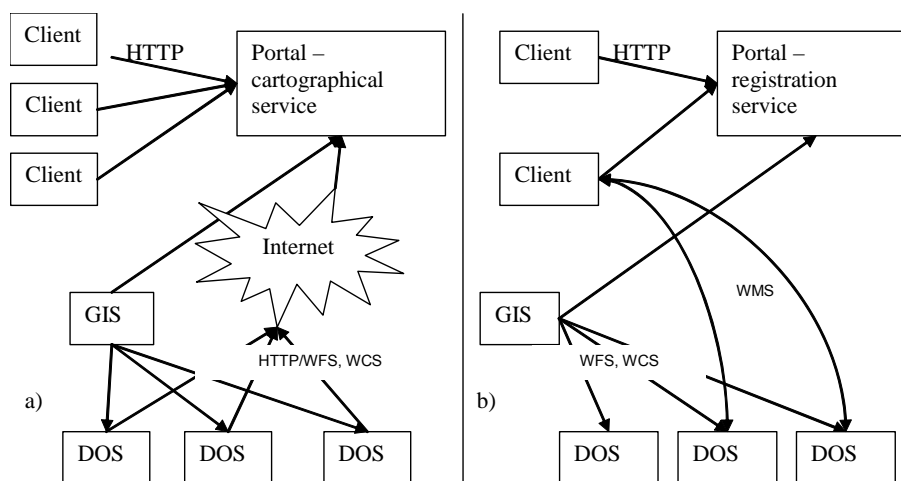 Client
HTTP
Client
Client
Portal –
cartographical
service
Internet
GIS
HTTP/WFS, WCS
a)
DOS
DOS
DOS
Client
HTTP
Client
Portal –
registration
service
WMS
GIS
WFS, WCS
b)
DOS
DOS
DOS